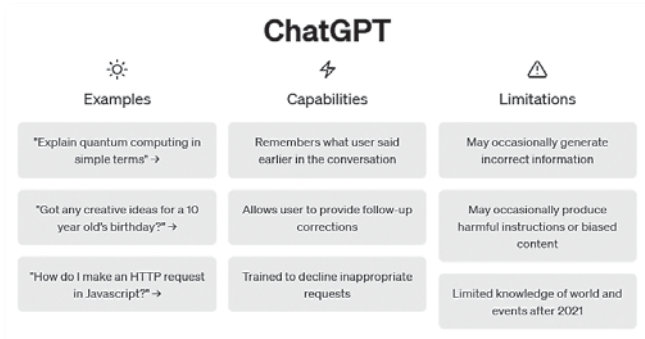 ChatGPT
Examples
"Explain quantum computing in
simple terms" →
"Got any creative ideas for a 10
year old's birthday?" →
"How do I make an HTTP request
in Javascript?" →
Capabilities
Remembers what user said
earlier in the conversation
Allows user to provide follow-up
corrections
Trained to decline inappropriate
requests
Limitations
May occasionally generate
incorrect information
May occasionally produce
harmful instructions or biased
content
Limited knowledge of world and
events after 2021